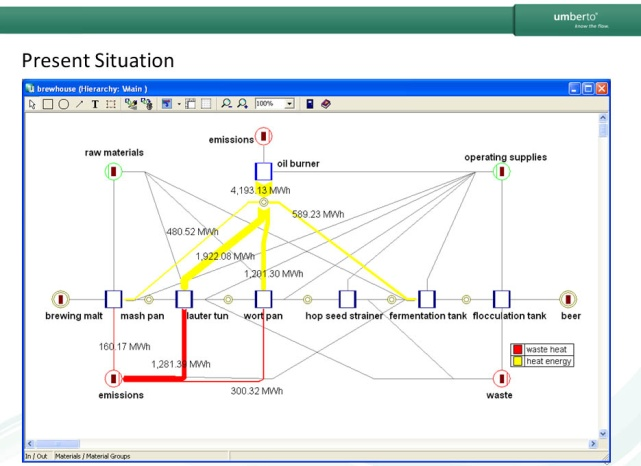 umberto
know the flow.
Present Situation
brewhouse (Hierarchy: Main )
T
100%
emissions
raw materials
oil burner
operating supplies
4,193.13 MWh
589.23 MWh
480.52 MWh
1,922.08 MWh
1,201.30 MWh
brewing malt
mash pan
lauter tun
wort pan
hop seed strainer
fermentation tank
flocculation tank
beer
160.17 MWh
1,281.39 MWh
300.32 MWh
waste heat
heat energy
emissions
waste
In / Out
Materials / Material Groups